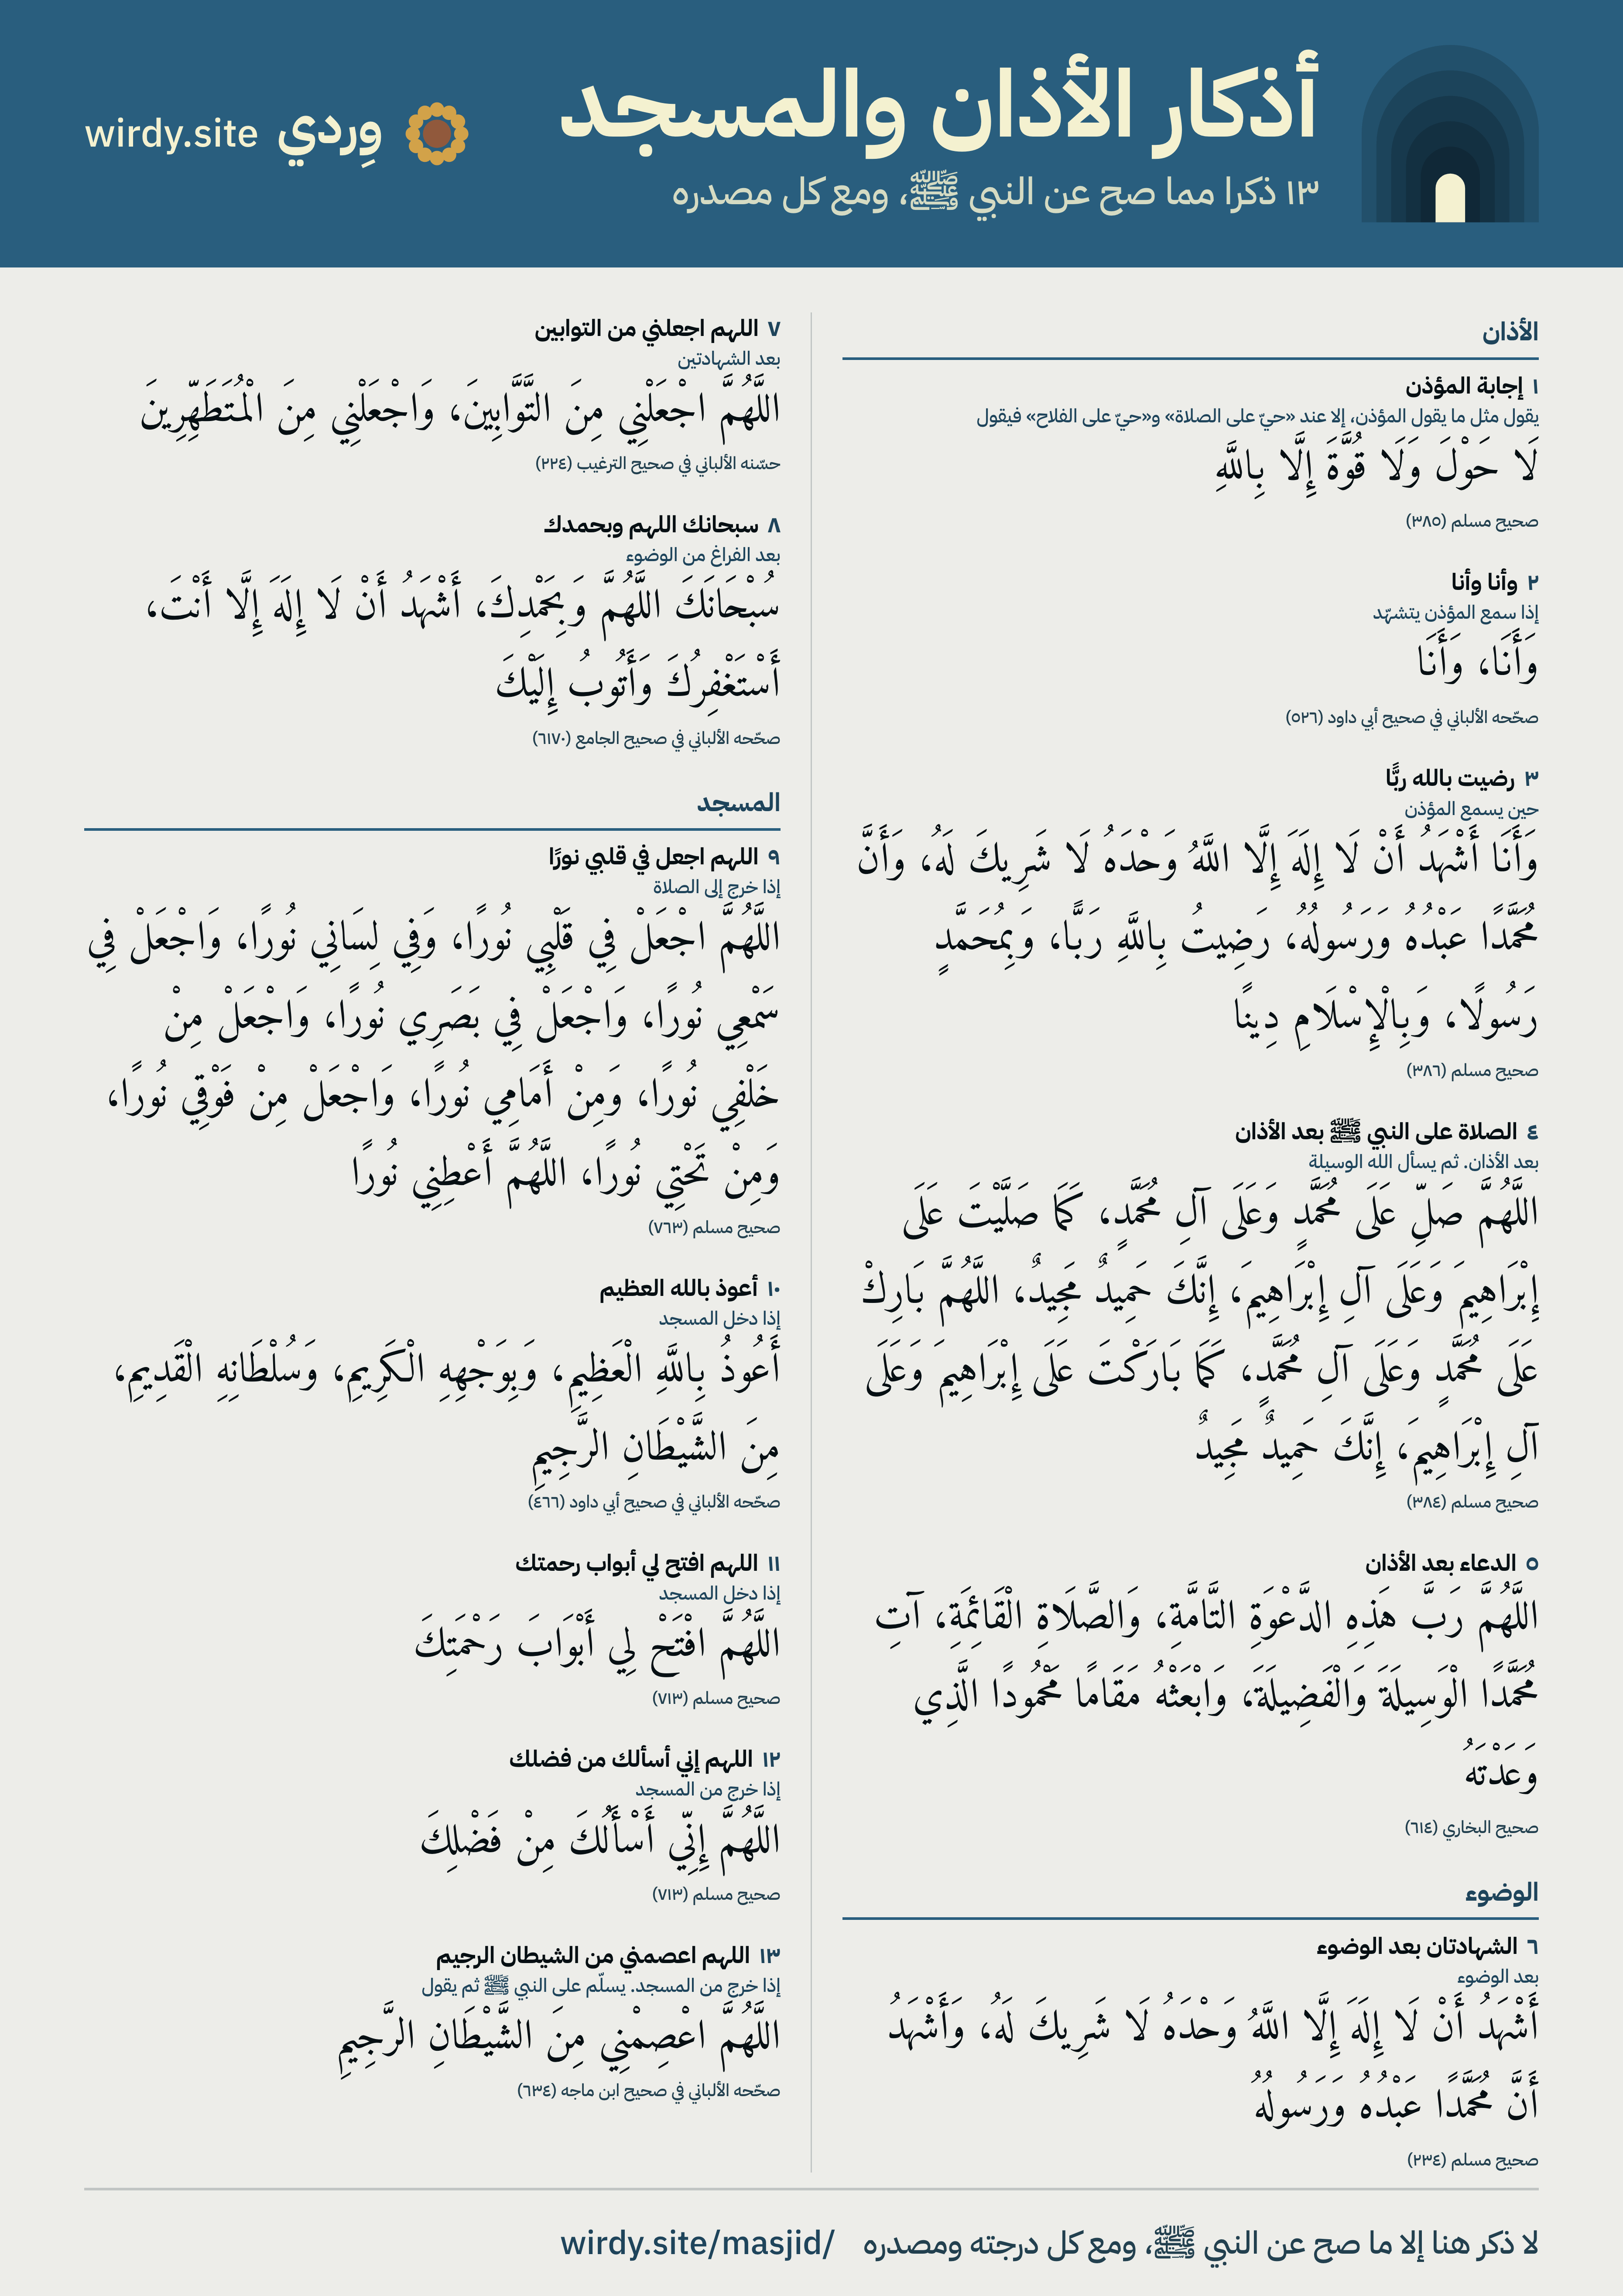 أذكار الأذان والمسجد
١٣ ذكرا مما صح عن النبي ﷺ، ومع كل مصدره
وِردي wirdy.site
الأذان
١ إجابة المؤذن
يقول مثل ما يقول المؤذن، إلا عند «حيّ على الصلاة» و«حيّ على الفلاح» فيقول
لَا حَوْلَ وَلَا قُوَّةَ إِلَّا بِاللَّهِ
صحيح مسلم (٣٨٥)
٢ وأنا وأنا
إذا سمع المؤذن يتشهّد
وَأَنَا، وَأَنَا
صحّحه الألباني في صحيح أبي داود (٥٢٦)
٣ رضيت بالله ربًّا
حين يسمع المؤذن
وَأَنَا أَشْهَدُ أَنْ لَا إِلَهَ إِلَّا اللَّهُ وَحْدَهُ لَا شَرِيكَ لَهُ، وَأَنَّ
مُحَمَّدًا عَبْدُهُ وَرَسُولُهُ، رَضِيتُ بِاللَّهِ رَبًّا، وَبِمُحَمَّدٍ
رَسُولًا، وَبِالْإِسْلَامِ دِينًا
صحيح مسلم (٣٨٦)
٤ الصلاة على النبي ﷺ بعد الأذان
بعد الأذان. ثم يسأل الله الوسيلة
اللَّهُمَّ صَلِّ عَلَى مُحَمَّدٍ وَعَلَى آلِ مُحَمَّدٍ، كَمَا صَلَّيْتَ عَلَى
إِبْرَاهِيمَ وَعَلَى آلِ إِبْرَاهِيمَ، إِنَّكَ حَمِيدٌ مَجِيدٌ، اللَّهُمَّ بَارِكْ
عَلَى مُحَمَّدٍ وَعَلَى آلِ مُحَمَّدٍ، كَمَا بَارَكْتَ عَلَى إِبْرَاهِيمَ وَعَلَى
آلِ إِبْرَاهِيمَ، إِنَّكَ حَمِيدٌ مَجِيدٌ
صحيح مسلم (٣٨٤)
٥ الدعاء بعد الأذان
اللَّهُمَّ رَبَّ هَذِهِ الدَّعْوَةِ التَّامَّةِ، وَالصَّلَاةِ الْقَائِمَةِ، آتِ
مُحَمَّدًا الْوَسِيلَةَ وَالْفَضِيلَةَ، وَابْعَثْهُ مَقَامًا مَحْمُودًا الَّذِي
وَعَدْتَهُ
صحيح البخاري (٦١٤)
الوضوء
٦ الشهادتان بعد الوضوء
بعد الوضوء
أَشْهَدُ أَنْ لَا إِلَهَ إِلَّا اللَّهُ وَحْدَهُ لَا شَرِيكَ لَهُ، وَأَشْهَدُ
أَنَّ مُحَمَّدًا عَبْدُهُ وَرَسُولُهُ
صحيح مسلم (٢٣٤)
٧ اللهم اجعلني من التوابين
بعد الشهادتين
اللَّهُمَّ اجْعَلْنِي مِنَ التَّوَّابِينَ، وَاجْعَلْنِي مِنَ الْمُتَطَهِّرِينَ
حسّنه الألباني في صحيح الترغيب (٢٢٤)
٨ سبحانك اللهم وبحمدك
بعد الفراغ من الوضوء
سُبْحَانَكَ اللَّهُمَّ وَبِحَمْدِكَ، أَشْهَدُ أَنْ لَا إِلَهَ إِلَّا أَنْتَ،
أَسْتَغْفِرُكَ وَأَتُوبُ إِلَيْكَ
صحّحه الألباني في صحيح الجامع (٦١٧٠)
المسجد
٩ اللهم اجعل في قلبي نورًا
إذا خرج إلى الصلاة
اللَّهُمَّ اجْعَلْ فِي قَلْبِي نُورًا، وَفِي لِسَانِي نُورًا، وَاجْعَلْ فِي
سَمْعِي نُورًا، وَاجْعَلْ فِي بَصَرِي نُورًا، وَاجْعَلْ مِنْ
خَلْفِي نُورًا، وَمِنْ أَمَامِي نُورًا، وَاجْعَلْ مِنْ فَوْقِي نُورًا،
وَمِنْ تَحْتِي نُورًا، اللَّهُمَّ أَعْطِنِي نُورًا
صحيح مسلم (٧٦٣)
١٠ أعوذ بالله العظيم
إذا دخل المسجد
أَعُوذُ بِاللَّهِ الْعَظِيمِ، وَبِوَجْهِهِ الْكَرِيمِ، وَسُلْطَانِهِ الْقَدِيمِ،
مِنَ الشَّيْطَانِ الرَّجِيمِ
صحّحه الألباني في صحيح أبي داود (٤٦٦)
١١ اللهم افتح لي أبواب رحمتك
إذا دخل المسجد
اللَّهُمَّ افْتَحْ لِي أَبْوَابَ رَحْمَتِكَ
صحيح مسلم (٧١٣)
١٢ اللهم إني أسألك من فضلك
إذا خرج من المسجد
اللَّهُمَّ إِنِّي أَسْأَلُكَ مِنْ فَضْلِكَ
صحيح مسلم (٧١٣)
١٣ اللهم اعصمني من الشيطان الرجيم
إذا خرج من المسجد. يسلّم على النبي ﷺ ثم يقول
اللَّهُمَّ اعْصِمْنِي مِنَ الشَّيْطَانِ الرَّجِيمِ
صحّحه الألباني في صحيح ابن ماجه (٦٣٤)
لا ذكر هنا إلا ما صح عن النبي ﷺ، ومع كل درجته ومصدره wirdy.site/masjid/